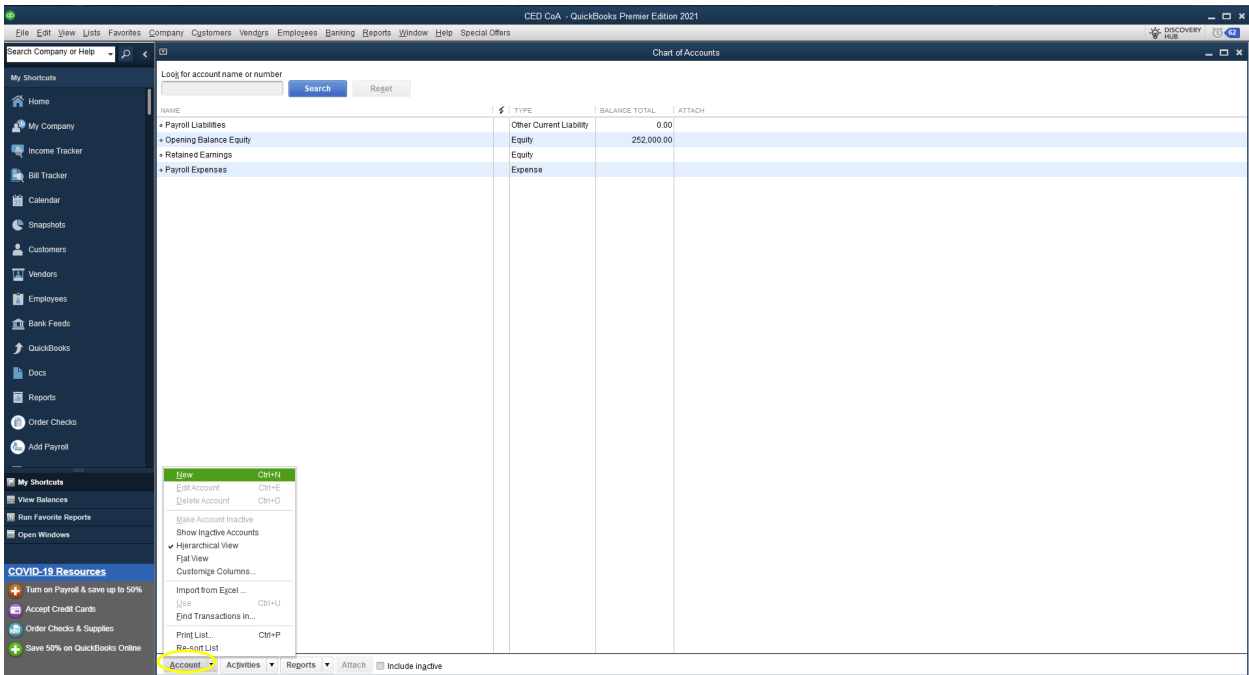 CED CoA - QuickBooks Premier Edition 2021
File Edit View Lists Favorites Company Customers Vendors Employees Banking Reports Window Help Special Offers
DISCOVERY HUB 62
Search Company or Help
Chart of Accounts
My Shortcuts
Home
My Company
Income Tracker
Bill Tracker
Calendar
Snapshots
Customers
Vendors
Employees
Bank Feeds
QuickBooks
Docs
Reports
Order Checks
Add Payroll
My Shortcuts
View Balances
Run Favorite Reports
Open Windows
COVID-19 Resources
Turn on Payroll & save up to 50%
Accept Credit Cards
Order Checks & Supplies
Save 50% on QuickBooks Online
Look for account name or number
Search Reset
NAME TYPE BALANCE TOTAL ATTACH
Payroll Liabilities Other Current Liability 0.00
Opening Balance Equity Equity 252,000.00
Retained Earnings Equity
Payroll Expenses Expense
New Ctrl+N
Edit Account Ctrl+E
Delete Account Ctrl+D
Make Account Inactive
Show Inactive Accounts
Hierarchical View
Flat View
Customize Columns...
Import from Excel ...
Use Ctrl+U
Find Transactions in...
Print List... Ctrl+P
Re-sort List
Account Activities Reports Attach Include inactive